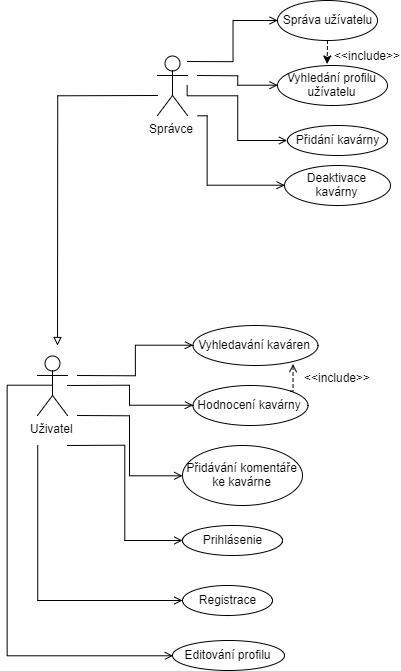 Správa užívatelu
<<include>>
Vyhledání profilu
užívatelu
Správce
Přidání kavárny
Deaktivace
kavárny
Vyhledavání kaváren
<<include>>
Hodnocení kavárny
Uživatel
Přidávání komentáře
ke kavárne
Prihlásenie
Registrace
Editování profilu